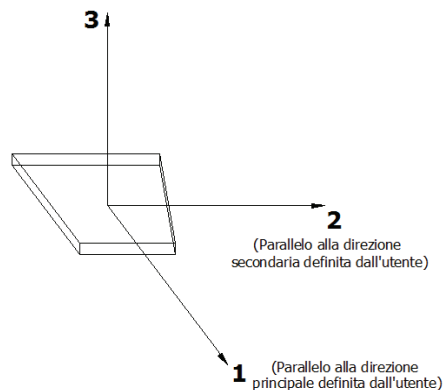 3
2
(Parallelo alla direzione
secondaria definita dall'utente)
1 (Parallelo alla direzione
principale definita dall'utente)